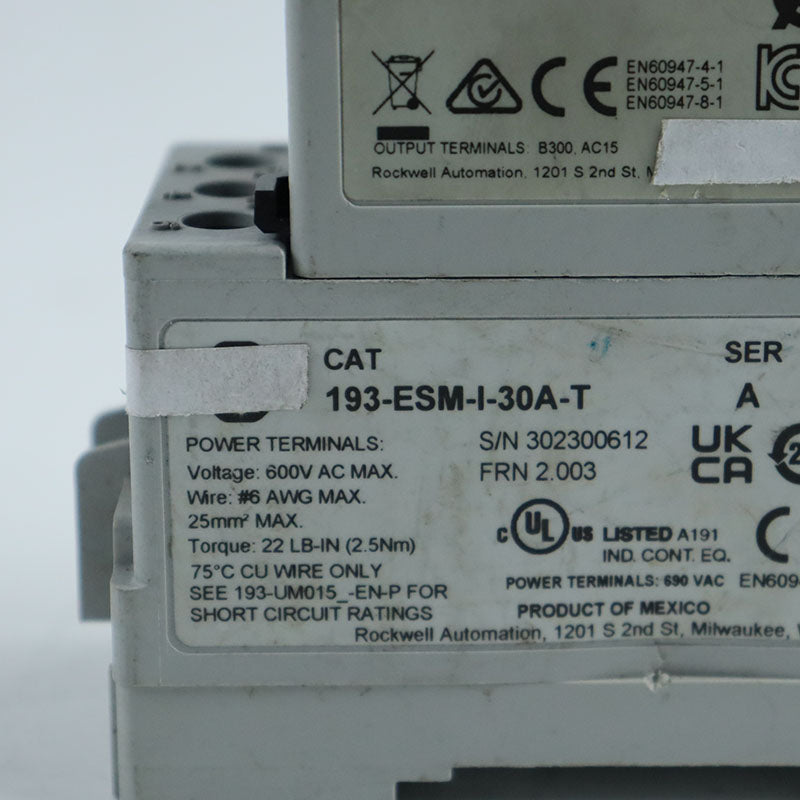 EN60947-4-1
EN60947-5-1
EN60947-8-1
OUTPUT TERMINALS: B300, AC15
Rockwell Automation, 1201 S 2nd St,
CAT
SER
193-ESM-I-30A-T
A
POWER TERMINALS:
S/N 302300612
UK
CA
Voltage: 600V AC MAX.
FRN 2.003
Wire: #6 AWG MAX.
25mm² MAX.
c UL US LISTED A191
IND. CONT. EQ.
Torque: 22 LB-IN (2.5Nm)
75°C CU WIRE ONLY
POWER TERMINALS: 690 VAC EN609
SEE 193-UM015_-EN-P FOR
SHORT CIRCUIT RATINGS
PRODUCT OF MEXICO
Rockwell Automation, 1201 S 2nd St, Milwaukee,